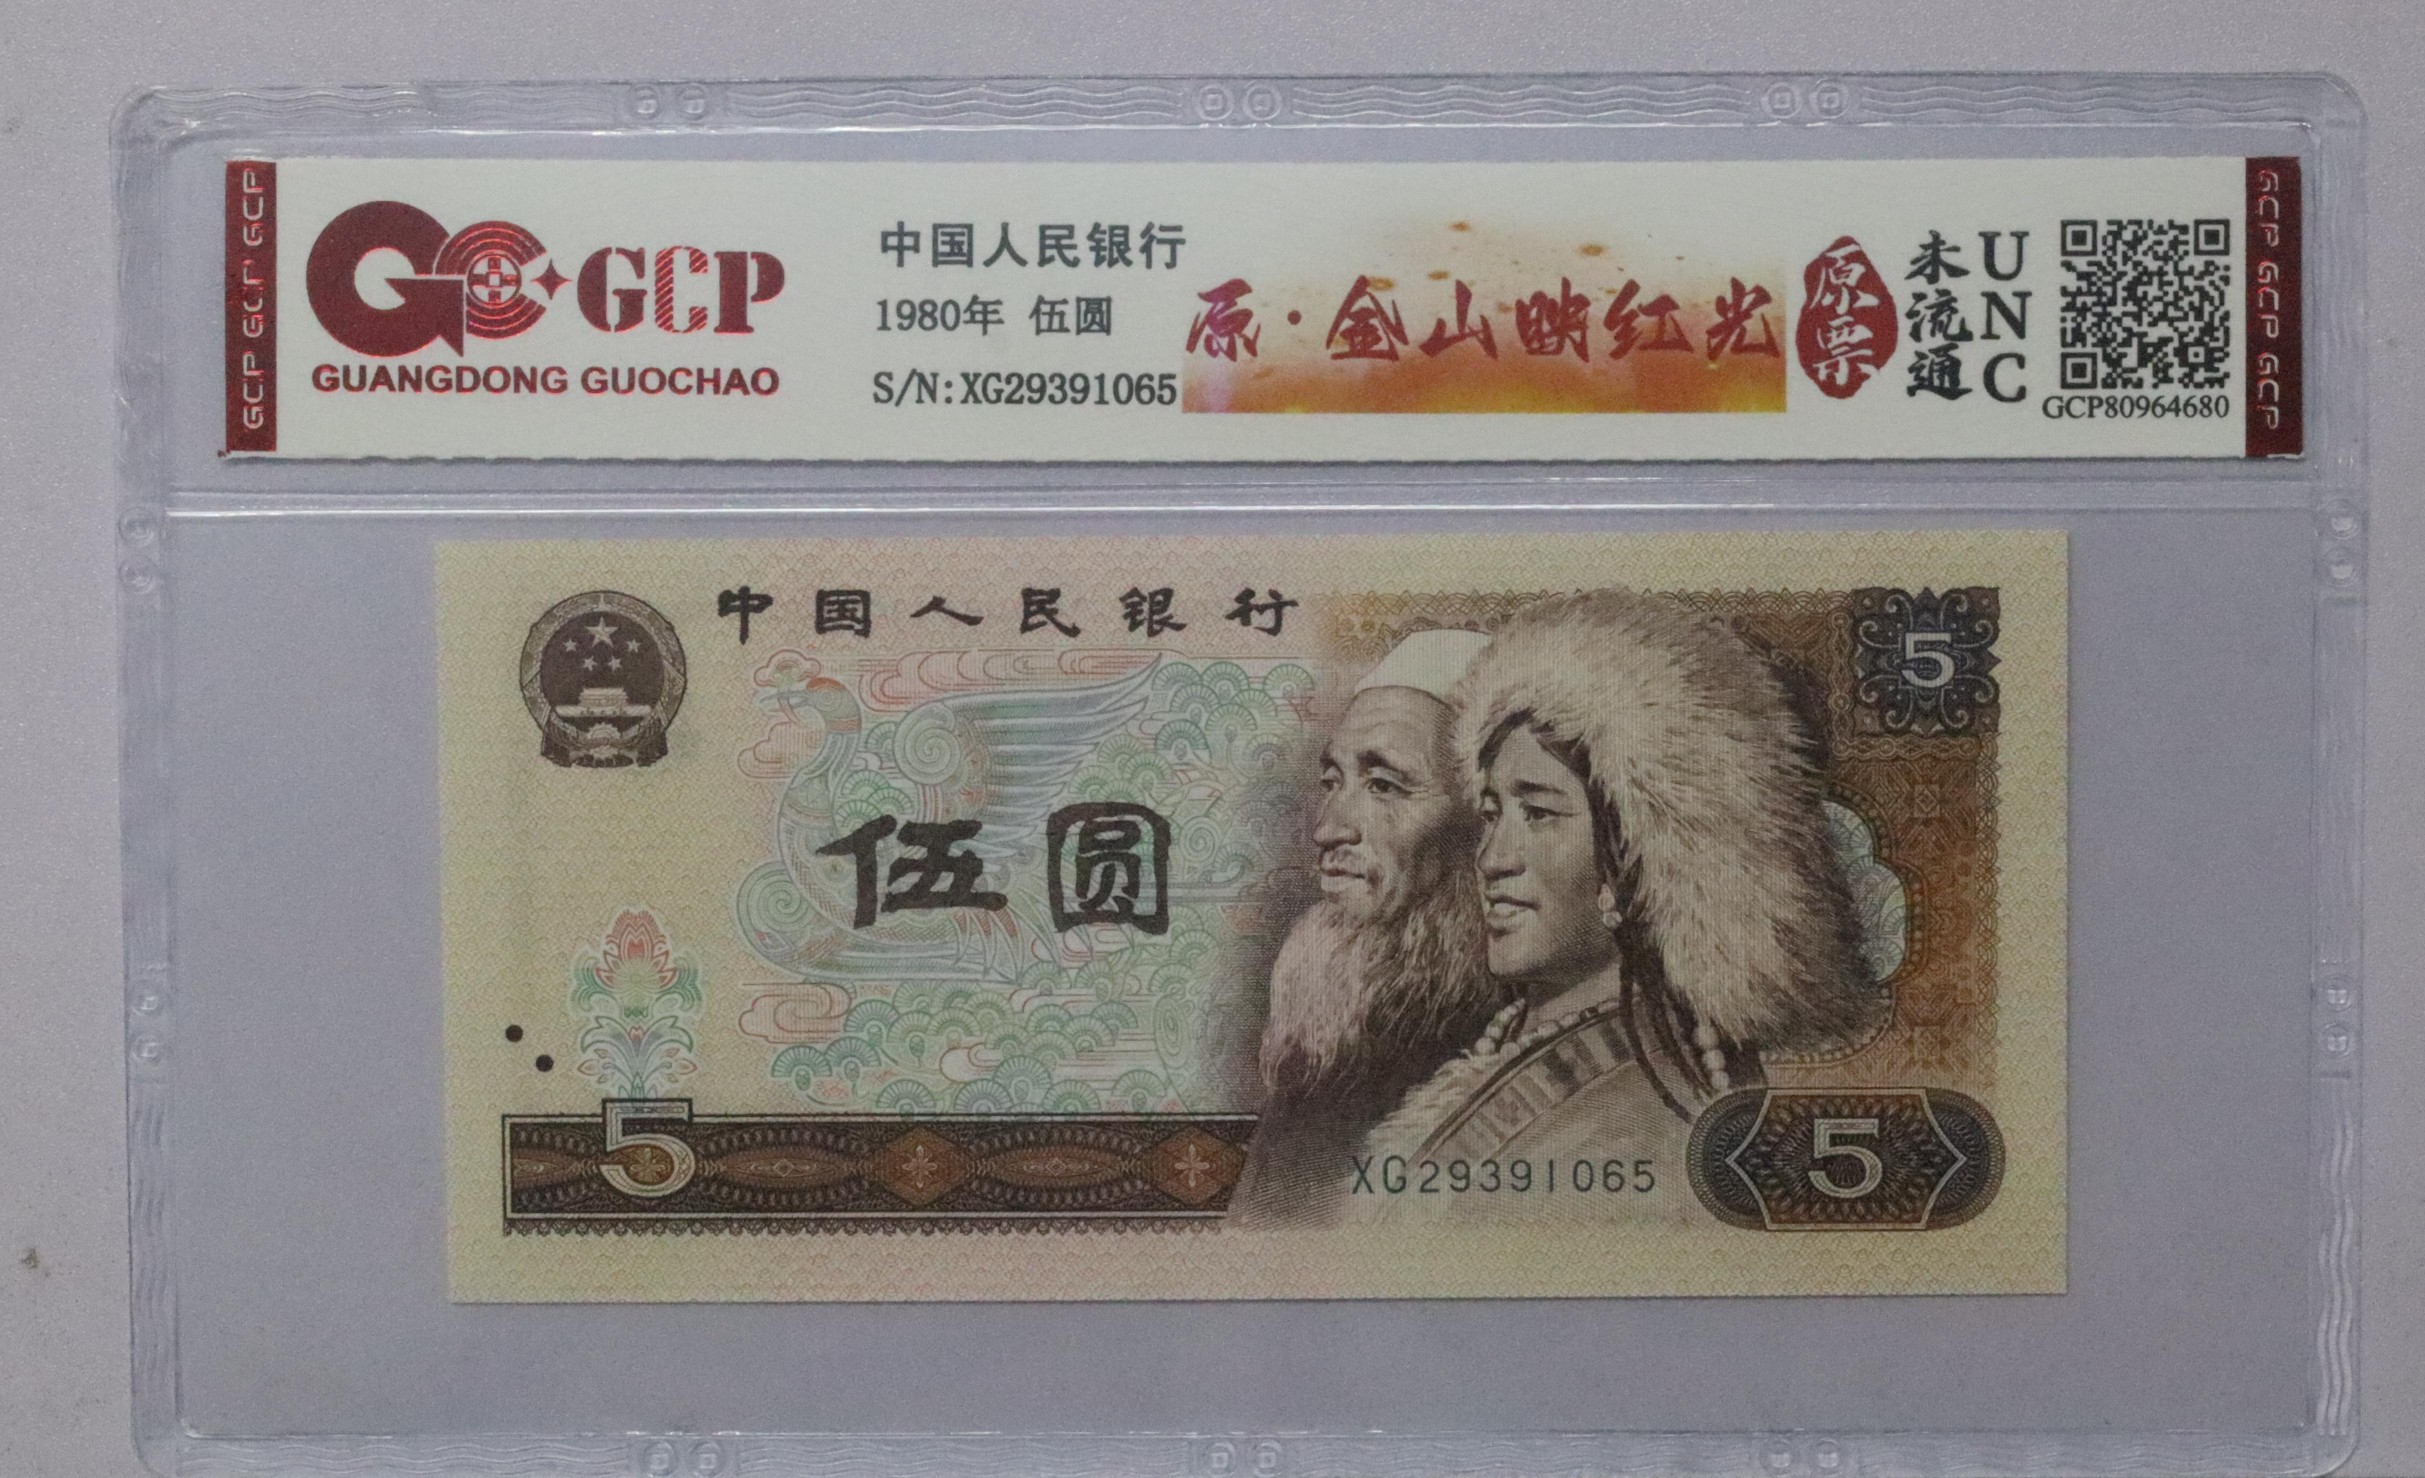 GCP GCP GCP GCP
GCP
GUANGDONG GUOCHAO
中国人民银行
1980年 伍圆
S/N:XG29391065
原·金山映红光
原票
未流通
UNC
GCP80964680
GCP GCP GCP GCP
中国人民银行
5
伍圆
5
XG29391065
5